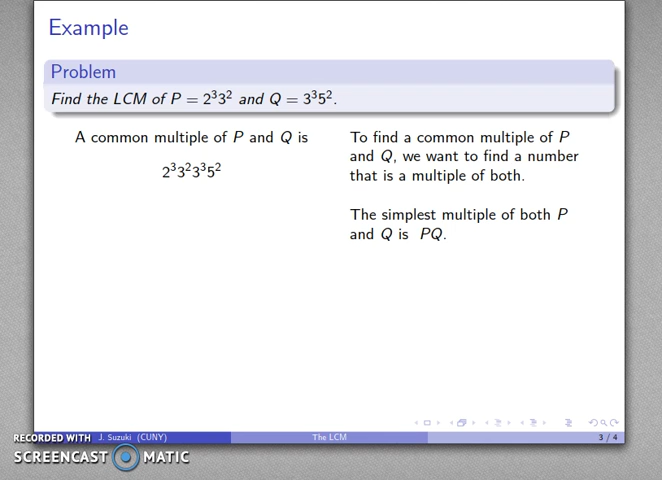 Example
Problem
Find the LCM of P = 2³3² and Q = 3³5².
A common multiple of P and Q is
2³3²3³5²
To find a common multiple of P
and Q, we want to find a number
that is a multiple of both.
The simplest multiple of both P
and Q is PQ.
RECORDED WITH
SCREENCAST MATIC
J. Suzuki (CUNY)
The LCM
3 / 4